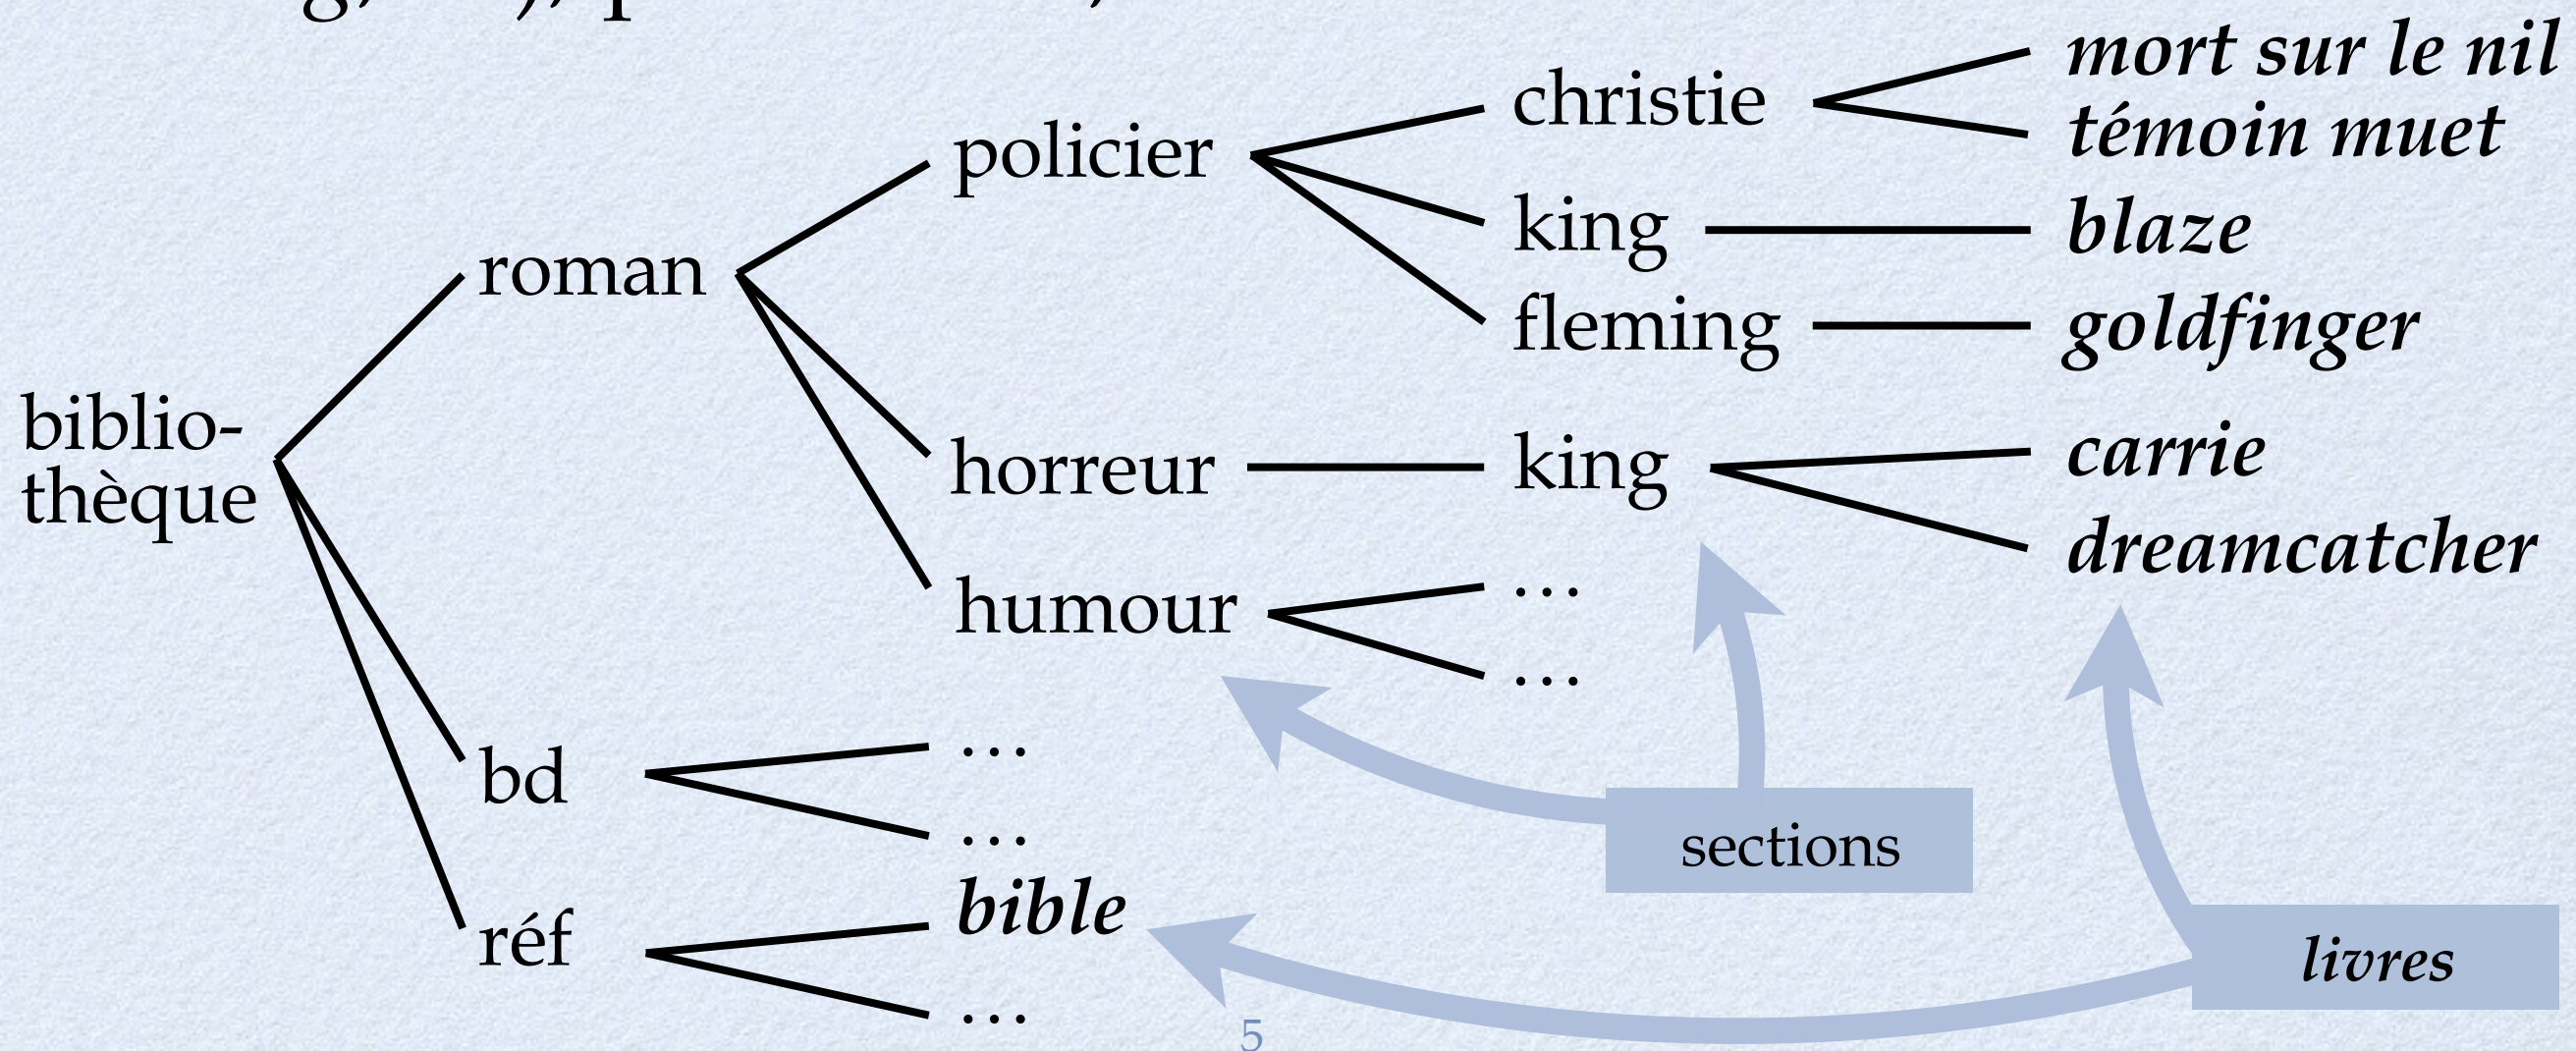 mort sur le nil
christie
témoin muet
policier
king
blaze
roman
fleming
goldfinger
biblio-
thèque
horreur
king
carrie
dreamcatcher
humour
…
…
bd
…
…
sections
réf
bible
…
livres
5